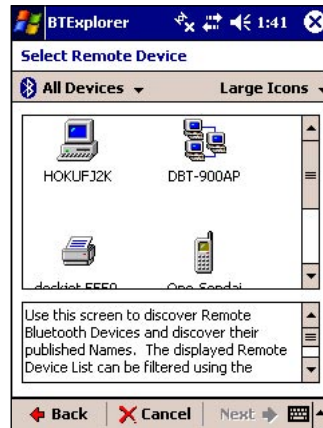 BTExplorer 1:41
Select Remote Device
All Devices Large Icons
HOKUFJ2K DBT-900AP
Use this screen to discover Remote
Bluetooth Devices and discover their
published Names. The displayed Remote
Device List can be filtered using the
Back Cancel Next